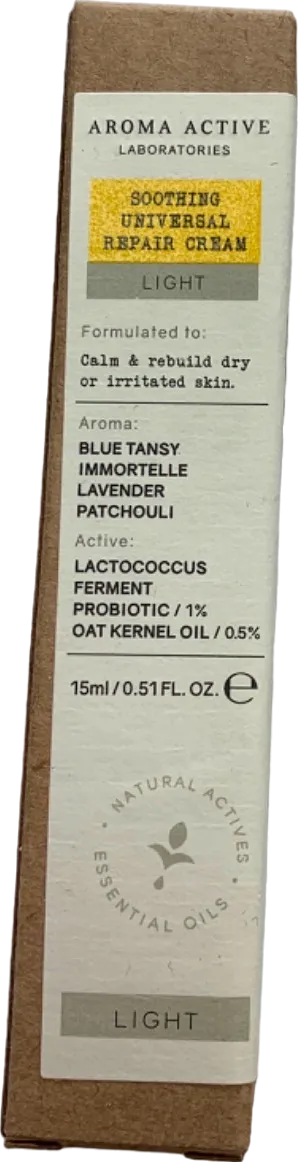 AROMA ACTIVE
LABORATORIES
SOOTHING
UNIVERSAL
REPAIR CREAM
LIGHT
Formulated to:
Calm & rebuild dry
or irritated skin.
Aroma:
BLUE TANSY
IMMORTELLE
LAVENDER
PATCHOULI
Active:
LACTOCOCCUS
FERMENT
PROBIOTIC / 1%
OAT KERNEL OIL / 0.5%
15ml / 0.51 FL. OZ. ℮
• NATURAL ACTIVES •
ESSENTIAL OILS
LIGHT